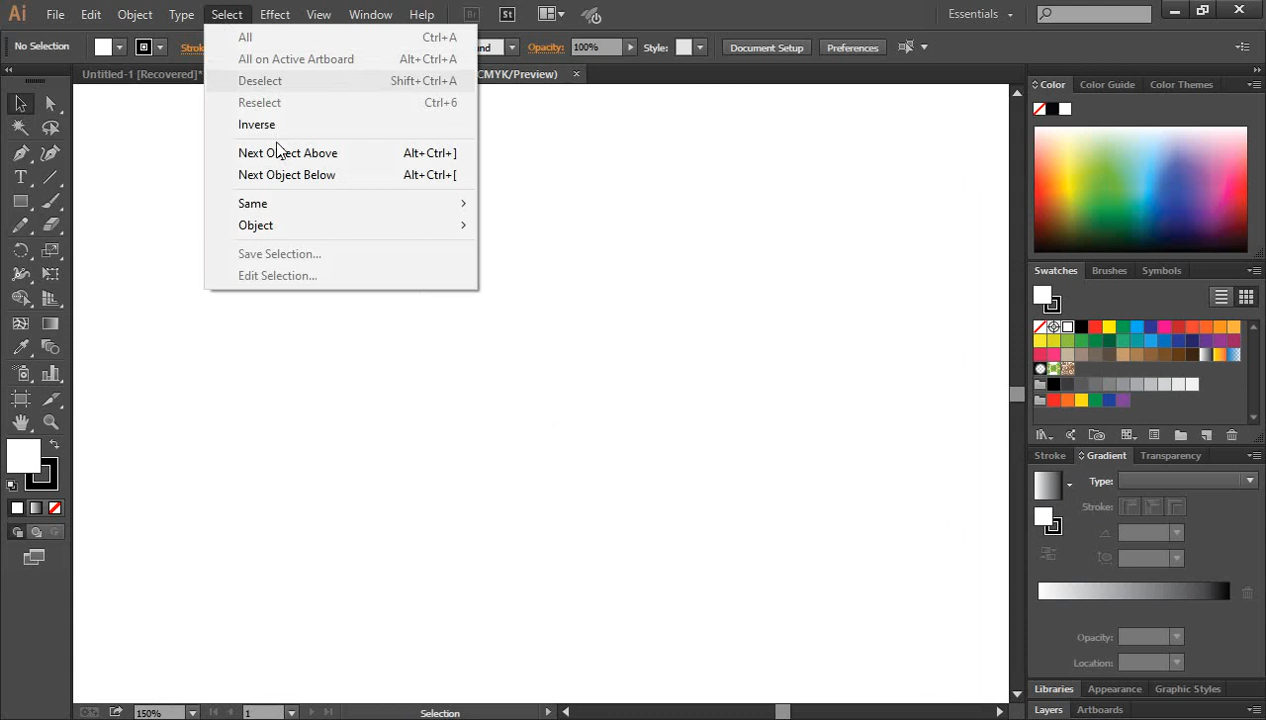 Ai File Edit Object Type Select Effect View Window Help Br St Essentials
No Selection Strok nd Opacity: 100% Style: Document Setup Preferences
Untitled-1 [Recovered]* CMYK/Preview) ×
All Ctrl+A
All on Active Artboard Alt+Ctrl+A
Deselect Shift+Ctrl+A
Reselect Ctrl+6
Inverse
Next Object Above Alt+Ctrl+]
Next Object Below Alt+Ctrl+[
Same
Object
Save Selection...
Edit Selection...
Color Color Guide Color Themes
Swatches Brushes Symbols
Stroke Gradient Transparency
Type:
Stroke:
Opacity:
Location:
Libraries Appearance Graphic Styles
Layers Artboards
150% 1 Selection